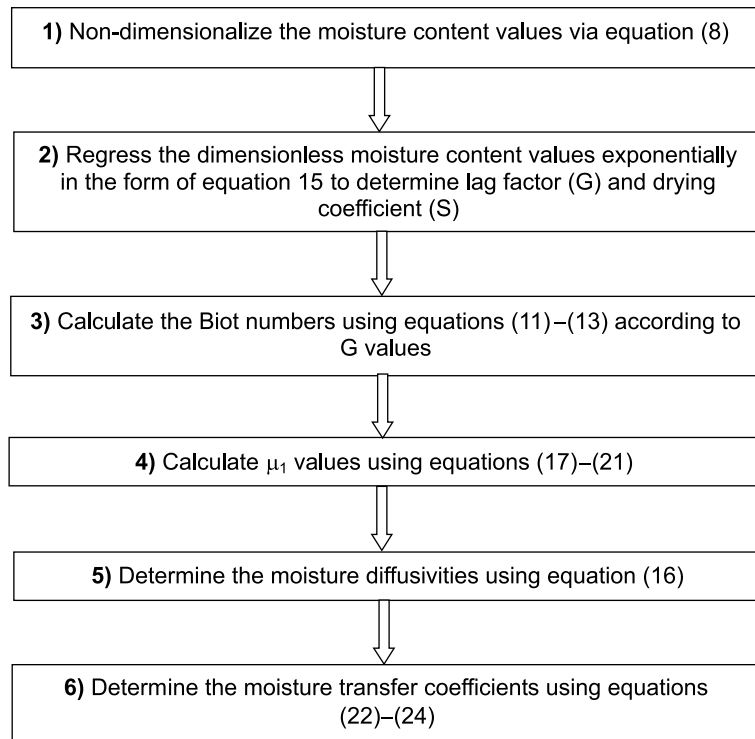 1) Non-dimensionalize the moisture content values via equation (8)
2) Regress the dimensionless moisture content values exponentially
in the form of equation 15 to determine lag factor (G) and drying
coefficient (S)
3) Calculate the Biot numbers using equations (11)–(13) according to
G values
4) Calculate μ₁ values using equations (17)–(21)
5) Determine the moisture diffusivities using equation (16)
6) Determine the moisture transfer coefficients using equations
(22)–(24)